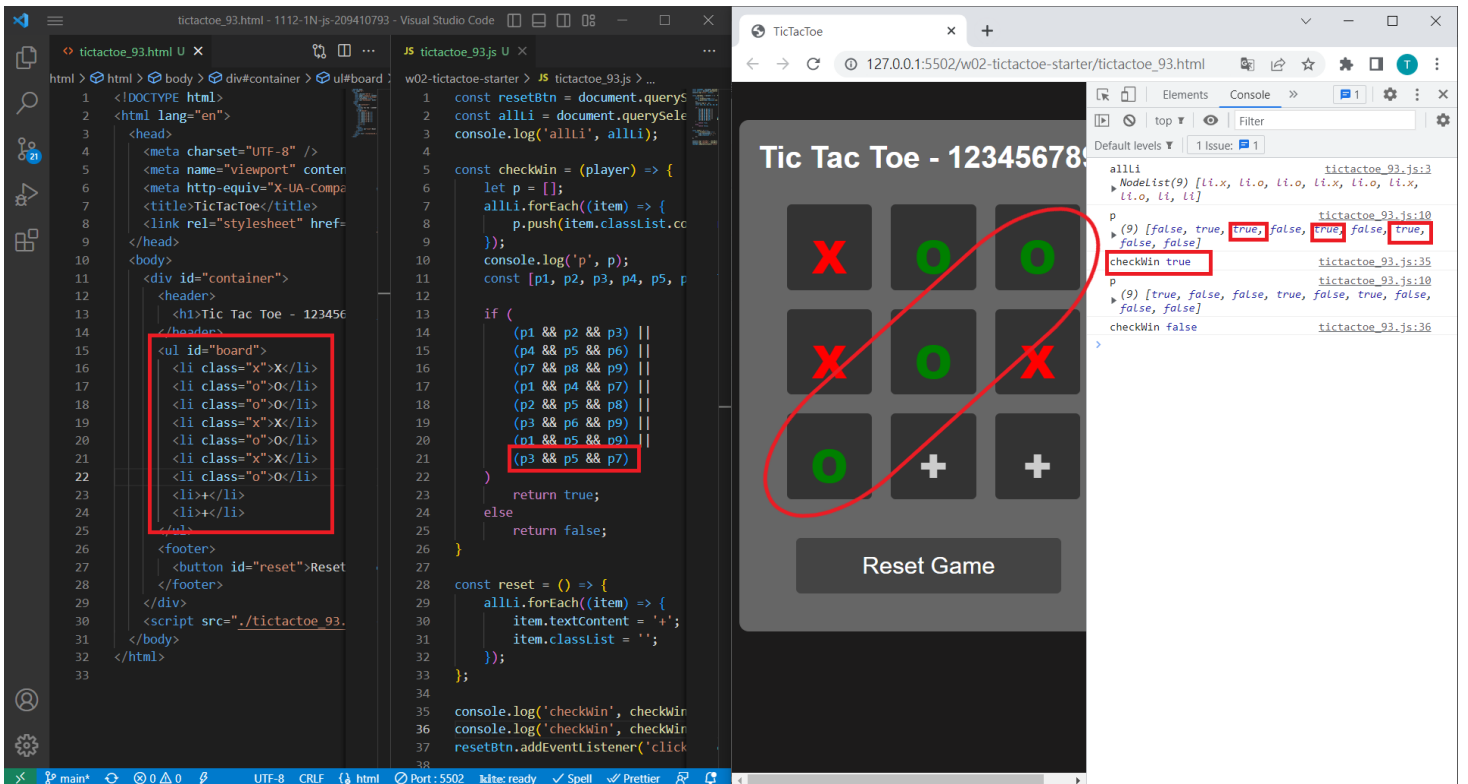 tictactoe_93.html - 1112-1N-js-209410793 - Visual Studio Code
tictactoe_93.html U
html > html > body > div#container > ul#board
1 <!DOCTYPE html>
2 <html lang="en">
3 <head>
4 <meta charset="UTF-8" />
5 <meta name="viewport" conten
6 <meta http-equiv="X-UA-Compa
7 <title>TicTacToe</title>
8 <link rel="stylesheet" href=
9 </head>
10 <body>
11 <div id="container">
12 <header>
13 <h1>Tic Tac Toe - 123456
14 </header>
15 <ul id="board">
16 <li class="x">X</li>
17 <li class="o">O</li>
18 <li class="o">O</li>
19 <li class="x">X</li>
20 <li class="o">O</li>
21 <li class="x">X</li>
22 <li class="o">O</li>
23 <li>+</li>
24 <li>+</li>
25 </ul>
26 <footer>
27 <button id="reset">Reset
28 </footer>
29 </div>
30 <script src="./tictactoe_93.
31 </body>
32 </html>
33
JS tictactoe_93.js U
w02-tictactoe-starter > JS tictactoe_93.js > ...
1 const resetBtn = document.queryS
2 const allLi = document.querySele
3 console.log('allLi', allLi);
4
5 const checkWin = (player) => {
6 let p = [];
7 allLi.forEach((item) => {
8 p.push(item.classList.co
9 });
10 console.log('p', p);
11 const [p1, p2, p3, p4, p5, p
12
13 if (
14 (p1 && p2 && p3) ||
15 (p4 && p5 && p6) ||
16 (p7 && p8 && p9) ||
17 (p1 && p4 && p7) ||
18 (p2 && p5 && p8) ||
19 (p3 && p6 && p9) ||
20 (p1 && p5 && p9) ||
21 (p3 && p5 && p7)
22 )
23 return true;
24 else
25 return false;
26 }
27
28 const reset = () => {
29 allLi.forEach((item) => {
30 item.textContent = '+';
31 item.classList = '';
32 });
33 };
34
35 console.log('checkWin', checkWin
36 console.log('checkWin', checkWin
37 resetBtn.addEventListener('click
38
21
main* 0 0 UTF-8 CRLF html Port : 5502 kite: ready Spell Prettier
TicTacToe
127.0.0.1:5502/w02-tictactoe-starter/tictactoe_93.html
T
Tic Tac Toe - 123456789
X O O
X O X
O + +
Reset Game
Elements Console » 1
top Filter
Default levels 1 Issue: 1
allLi tictactoe_93.js:3
NodeList(9) [li.x, li.o, li.o, li.x, li.o, li.x,
li.o, li, li]
p tictactoe_93.js:10
(9) [false, true, true, false, true, false, true,
false, false]
checkWin true tictactoe_93.js:35
p tictactoe_93.js:10
(9) [true, false, false, true, false, true, false,
false, false]
checkWin false tictactoe_93.js:36